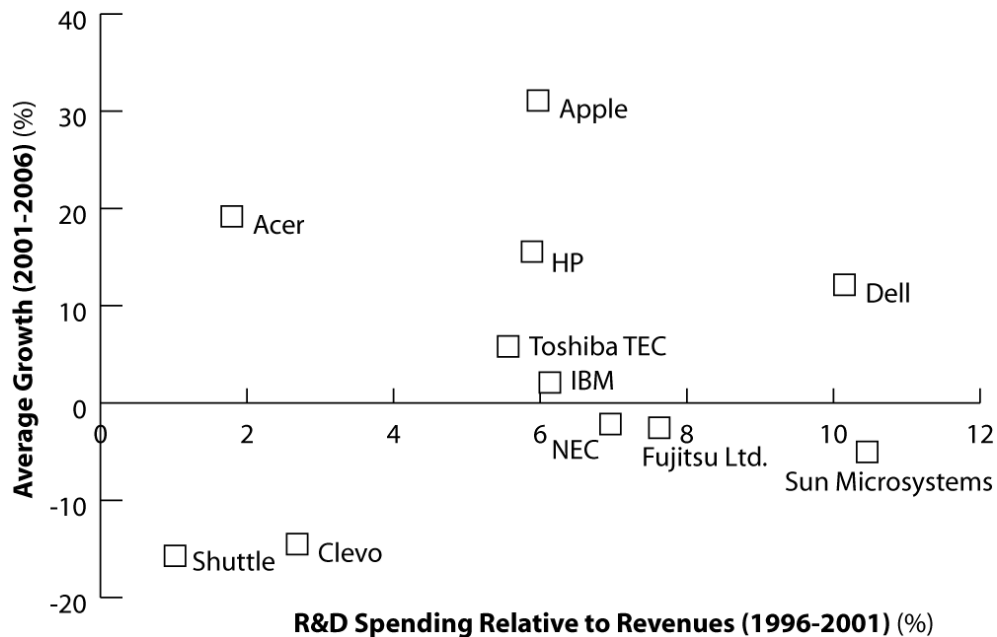 40
30
20
10
0
-10
-20
Average Growth (2001-2006) (%)
Apple
Acer
HP
Dell
Toshiba TEC
IBM
0 2 4 6 8 10 12
NEC
Fujitsu Ltd.
Sun Microsystems
Shuttle
Clevo
R&D Spending Relative to Revenues (1996-2001) (%)